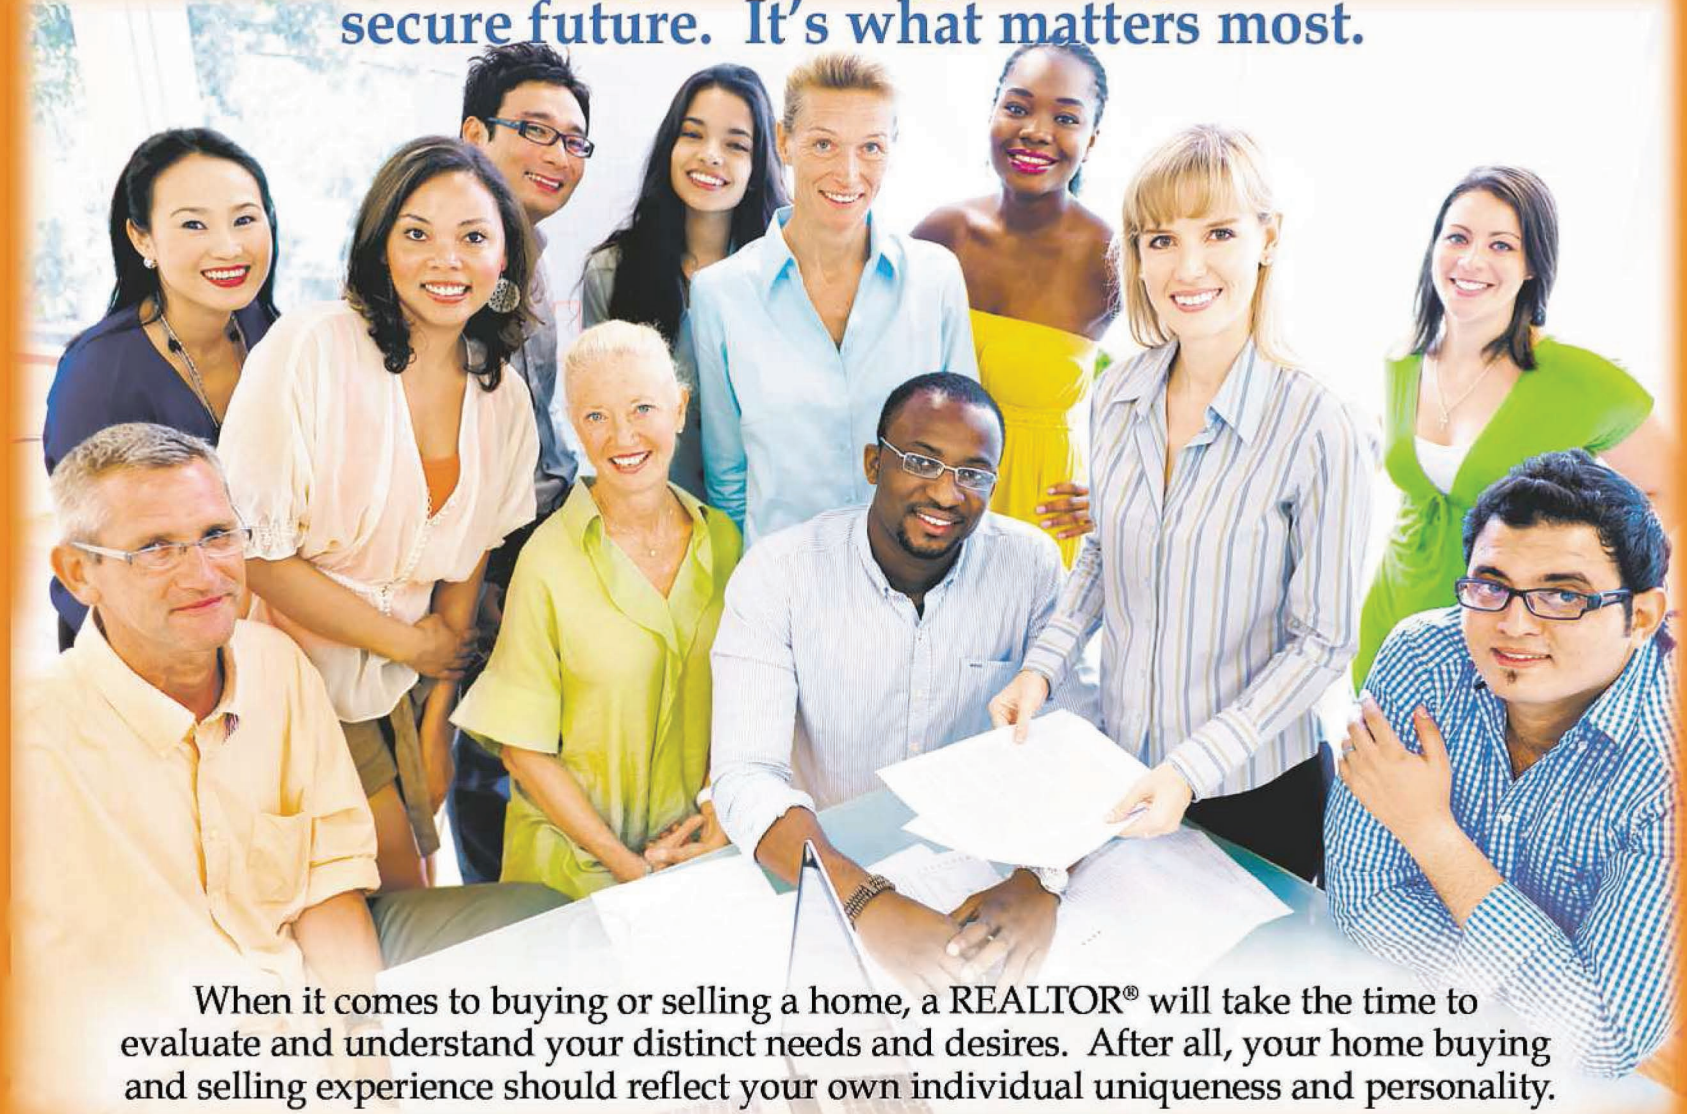 secure future. It's what matters most.
When it comes to buying or selling a home, a REALTOR® will take the time to
evaluate and understand your distinct needs and desires. After all, your home buying
and selling experience should reflect your own individual uniqueness and personality.